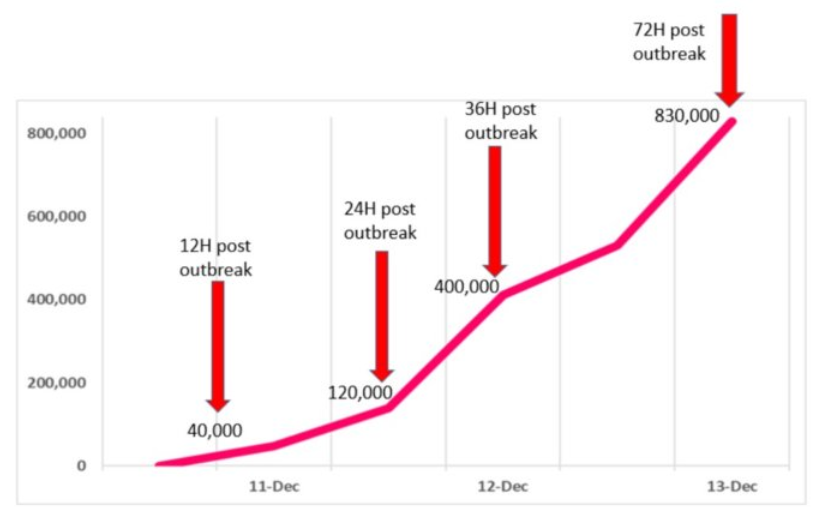 72H post
outbreak
830,000
36H post
outbreak
400,000
24H post
outbreak
120,000
12H post
outbreak
40,000
800,000
600,000
400,000
200,000
0
11-Dec
12-Dec
13-Dec